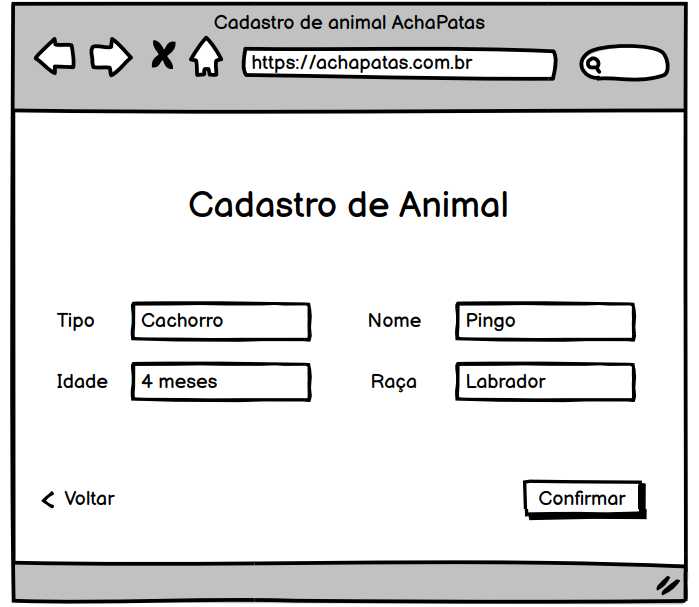 Cadastro de animal AchaPatas
https://achapatas.com.br
Cadastro de Animal
Tipo Cachorro Nome Pingo
Idade 4 meses Raça Labrador
Voltar Confirmar